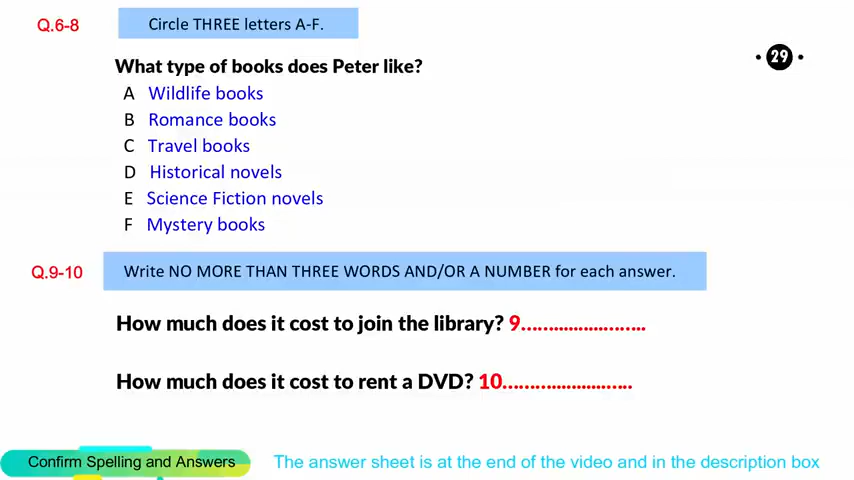 Q.6-8 Circle THREE letters A-F.
What type of books does Peter like?
29
A Wildlife books
B Romance books
C Travel books
D Historical novels
E Science Fiction novels
F Mystery books
Q.9-10 Write NO MORE THAN THREE WORDS AND/OR A NUMBER for each answer.
How much does it cost to join the library? 9.........................
How much does it cost to rent a DVD? 10.........................
Confirm Spelling and Answers The answer sheet is at the end of the video and in the description box